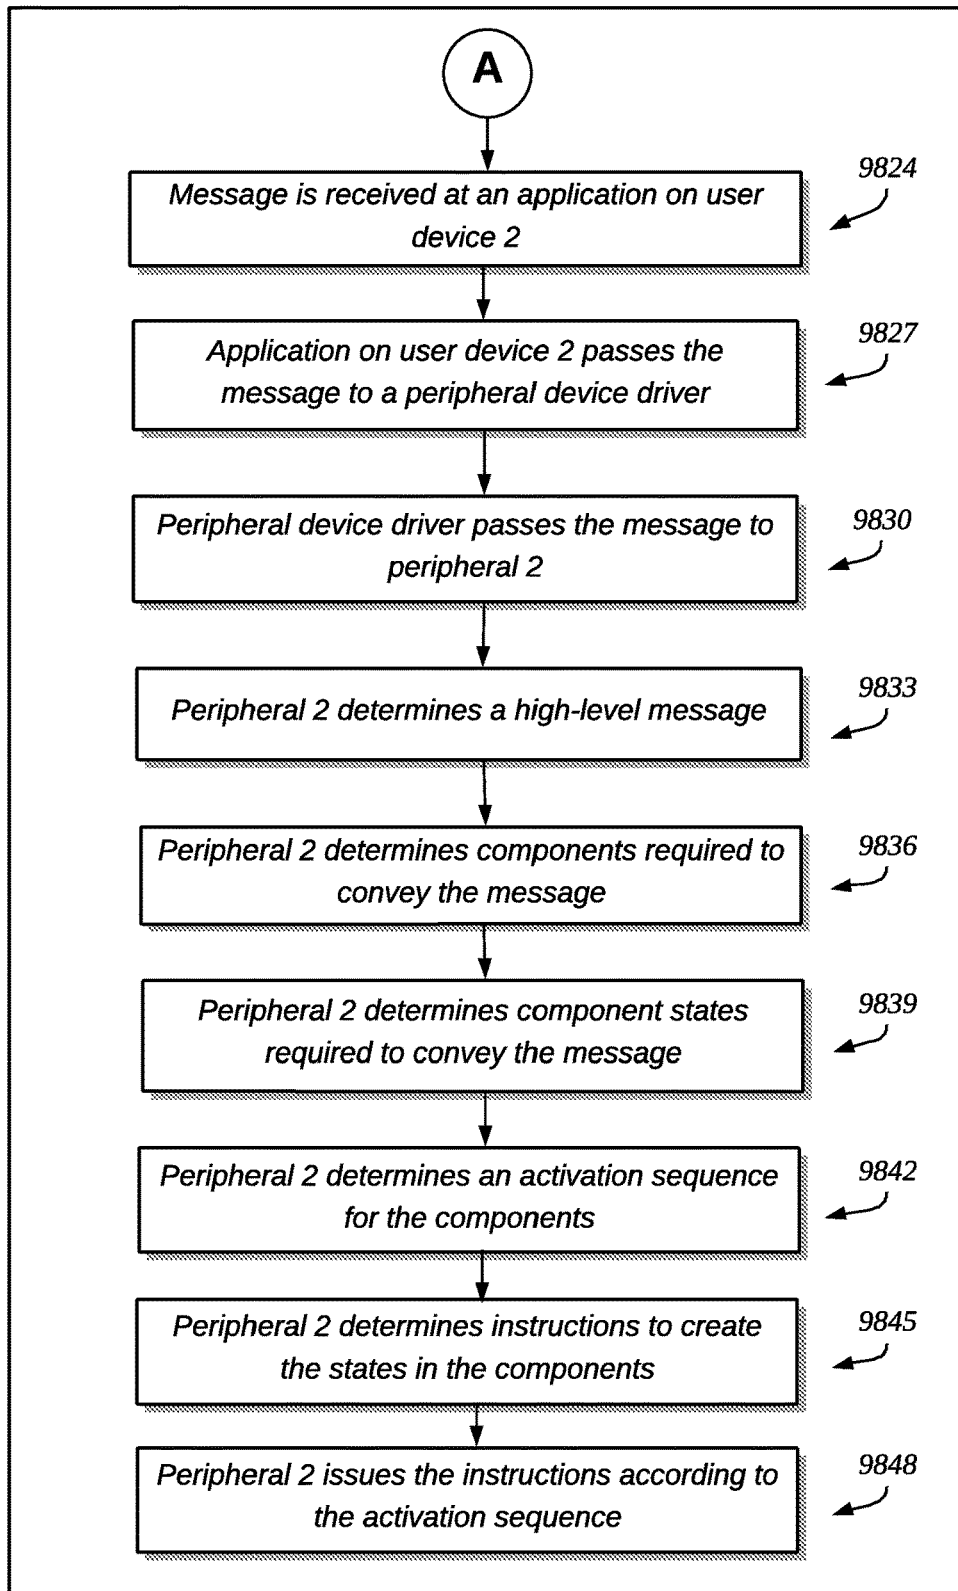 A
Message is received at an application on user
device 2
9824
Application on user device 2 passes the
message to a peripheral device driver
9827
Peripheral device driver passes the message to
peripheral 2
9830
Peripheral 2 determines a high-level message
9833
Peripheral 2 determines components required to
convey the message
9836
Peripheral 2 determines component states
required to convey the message
9839
Peripheral 2 determines an activation sequence
for the components
9842
Peripheral 2 determines instructions to create
the states in the components
9845
Peripheral 2 issues the instructions according to
the activation sequence
9848